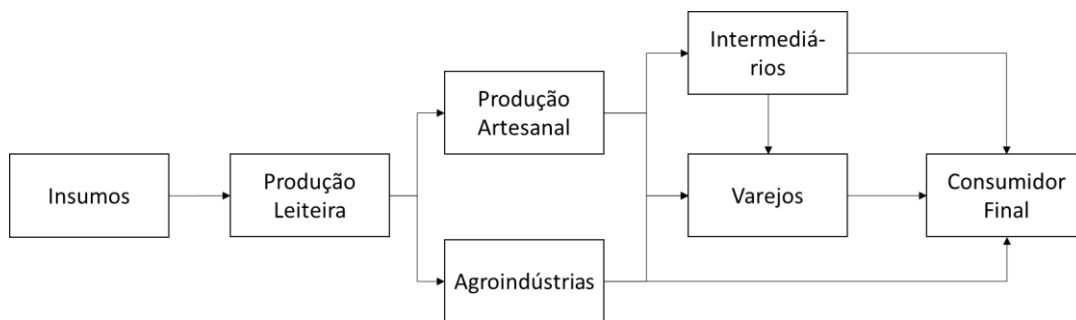 Insumos
Produção
Leiteira
Produção
Artesanal
Agroindústrias
Intermediá-
rios
Varejos
Consumidor
Final